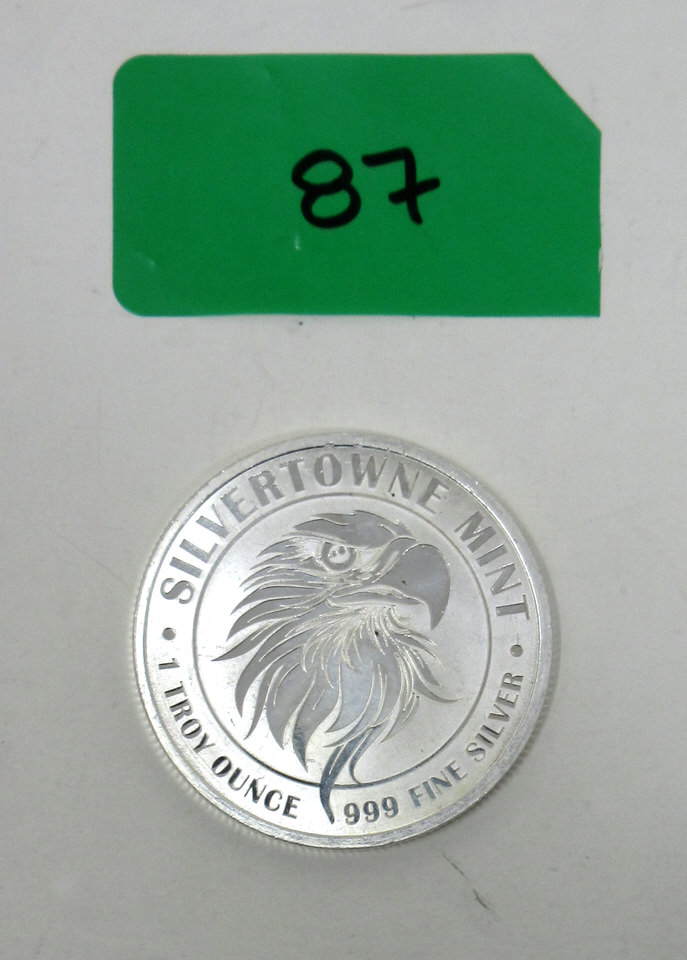 87
SILVERTOWNE MINT
1 TROY OUNCE 999 FINE SILVER